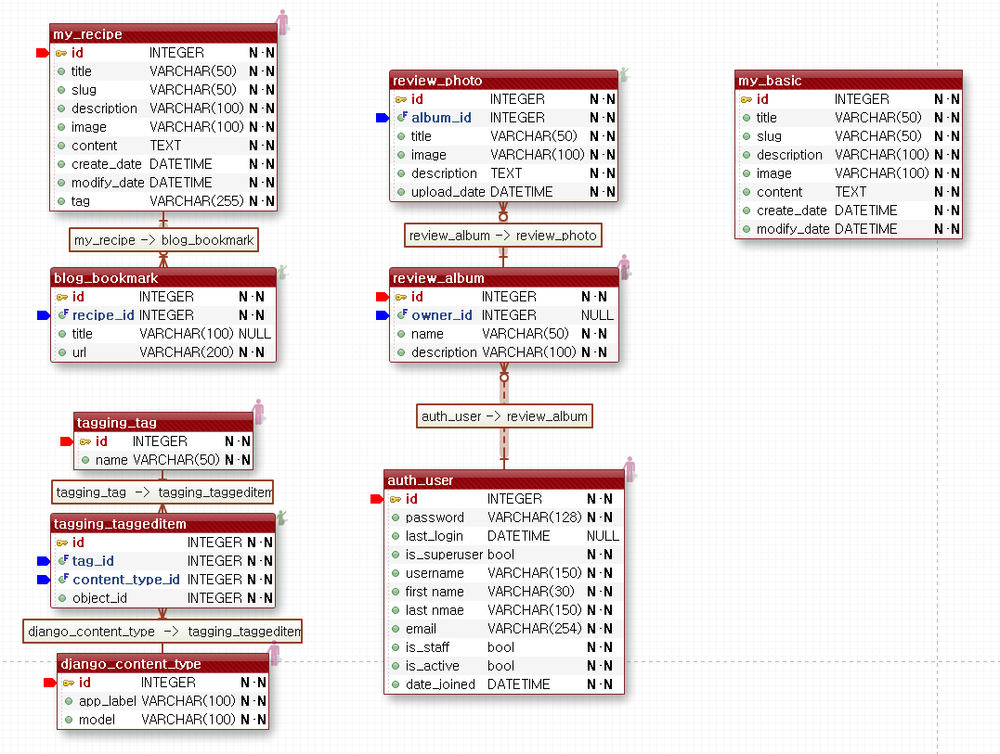 my_recipe
id INTEGER N-N
title VARCHAR(50) N-N
slug VARCHAR(50) N-N
description VARCHAR(100) N-N
image VARCHAR(100) N-N
content TEXT N-N
create_date DATETIME N-N
modify_date DATETIME N-N
tag VARCHAR(255) N-N
my_recipe -> blog_bookmark
blog_bookmark
id INTEGER N-N
recipe_id INTEGER N-N
title VARCHAR(100) NULL
url VARCHAR(200) N-N
tagging_tag
id INTEGER N-N
name VARCHAR(50) N-N
tagging_tag -> tagging_taggeditem
tagging_taggeditem
id INTEGER N-N
tag_id INTEGER N-N
content_type_id INTEGER N-N
object_id INTEGER N-N
django_content_type -> tagging_taggeditem
django_content_type
id INTEGER N-N
app_label VARCHAR(100) N-N
model VARCHAR(100) N-N
review_photo
id INTEGER N-N
album_id INTEGER N-N
title VARCHAR(50) N-N
image VARCHAR(100) N-N
description TEXT N-N
upload_date DATETIME N-N
review_album -> review_photo
review_album
id INTEGER N-N
owner_id INTEGER NULL
name VARCHAR(50) N-N
description VARCHAR(100) N-N
auth_user -> review_album
auth_user
id INTEGER N-N
password VARCHAR(128) N-N
last_login DATETIME NULL
is_superuser bool N-N
username VARCHAR(150) N-N
first name VARCHAR(30) N-N
last nmae VARCHAR(150) N-N
email VARCHAR(254) N-N
is_staff bool N-N
is_active bool N-N
date_joined DATETIME N-N
my_basic
id INTEGER N-N
title VARCHAR(50) N-N
slug VARCHAR(50) N-N
description VARCHAR(100) N-N
image VARCHAR(100) N-N
content TEXT N-N
create_date DATETIME N-N
modify_date DATETIME N-N